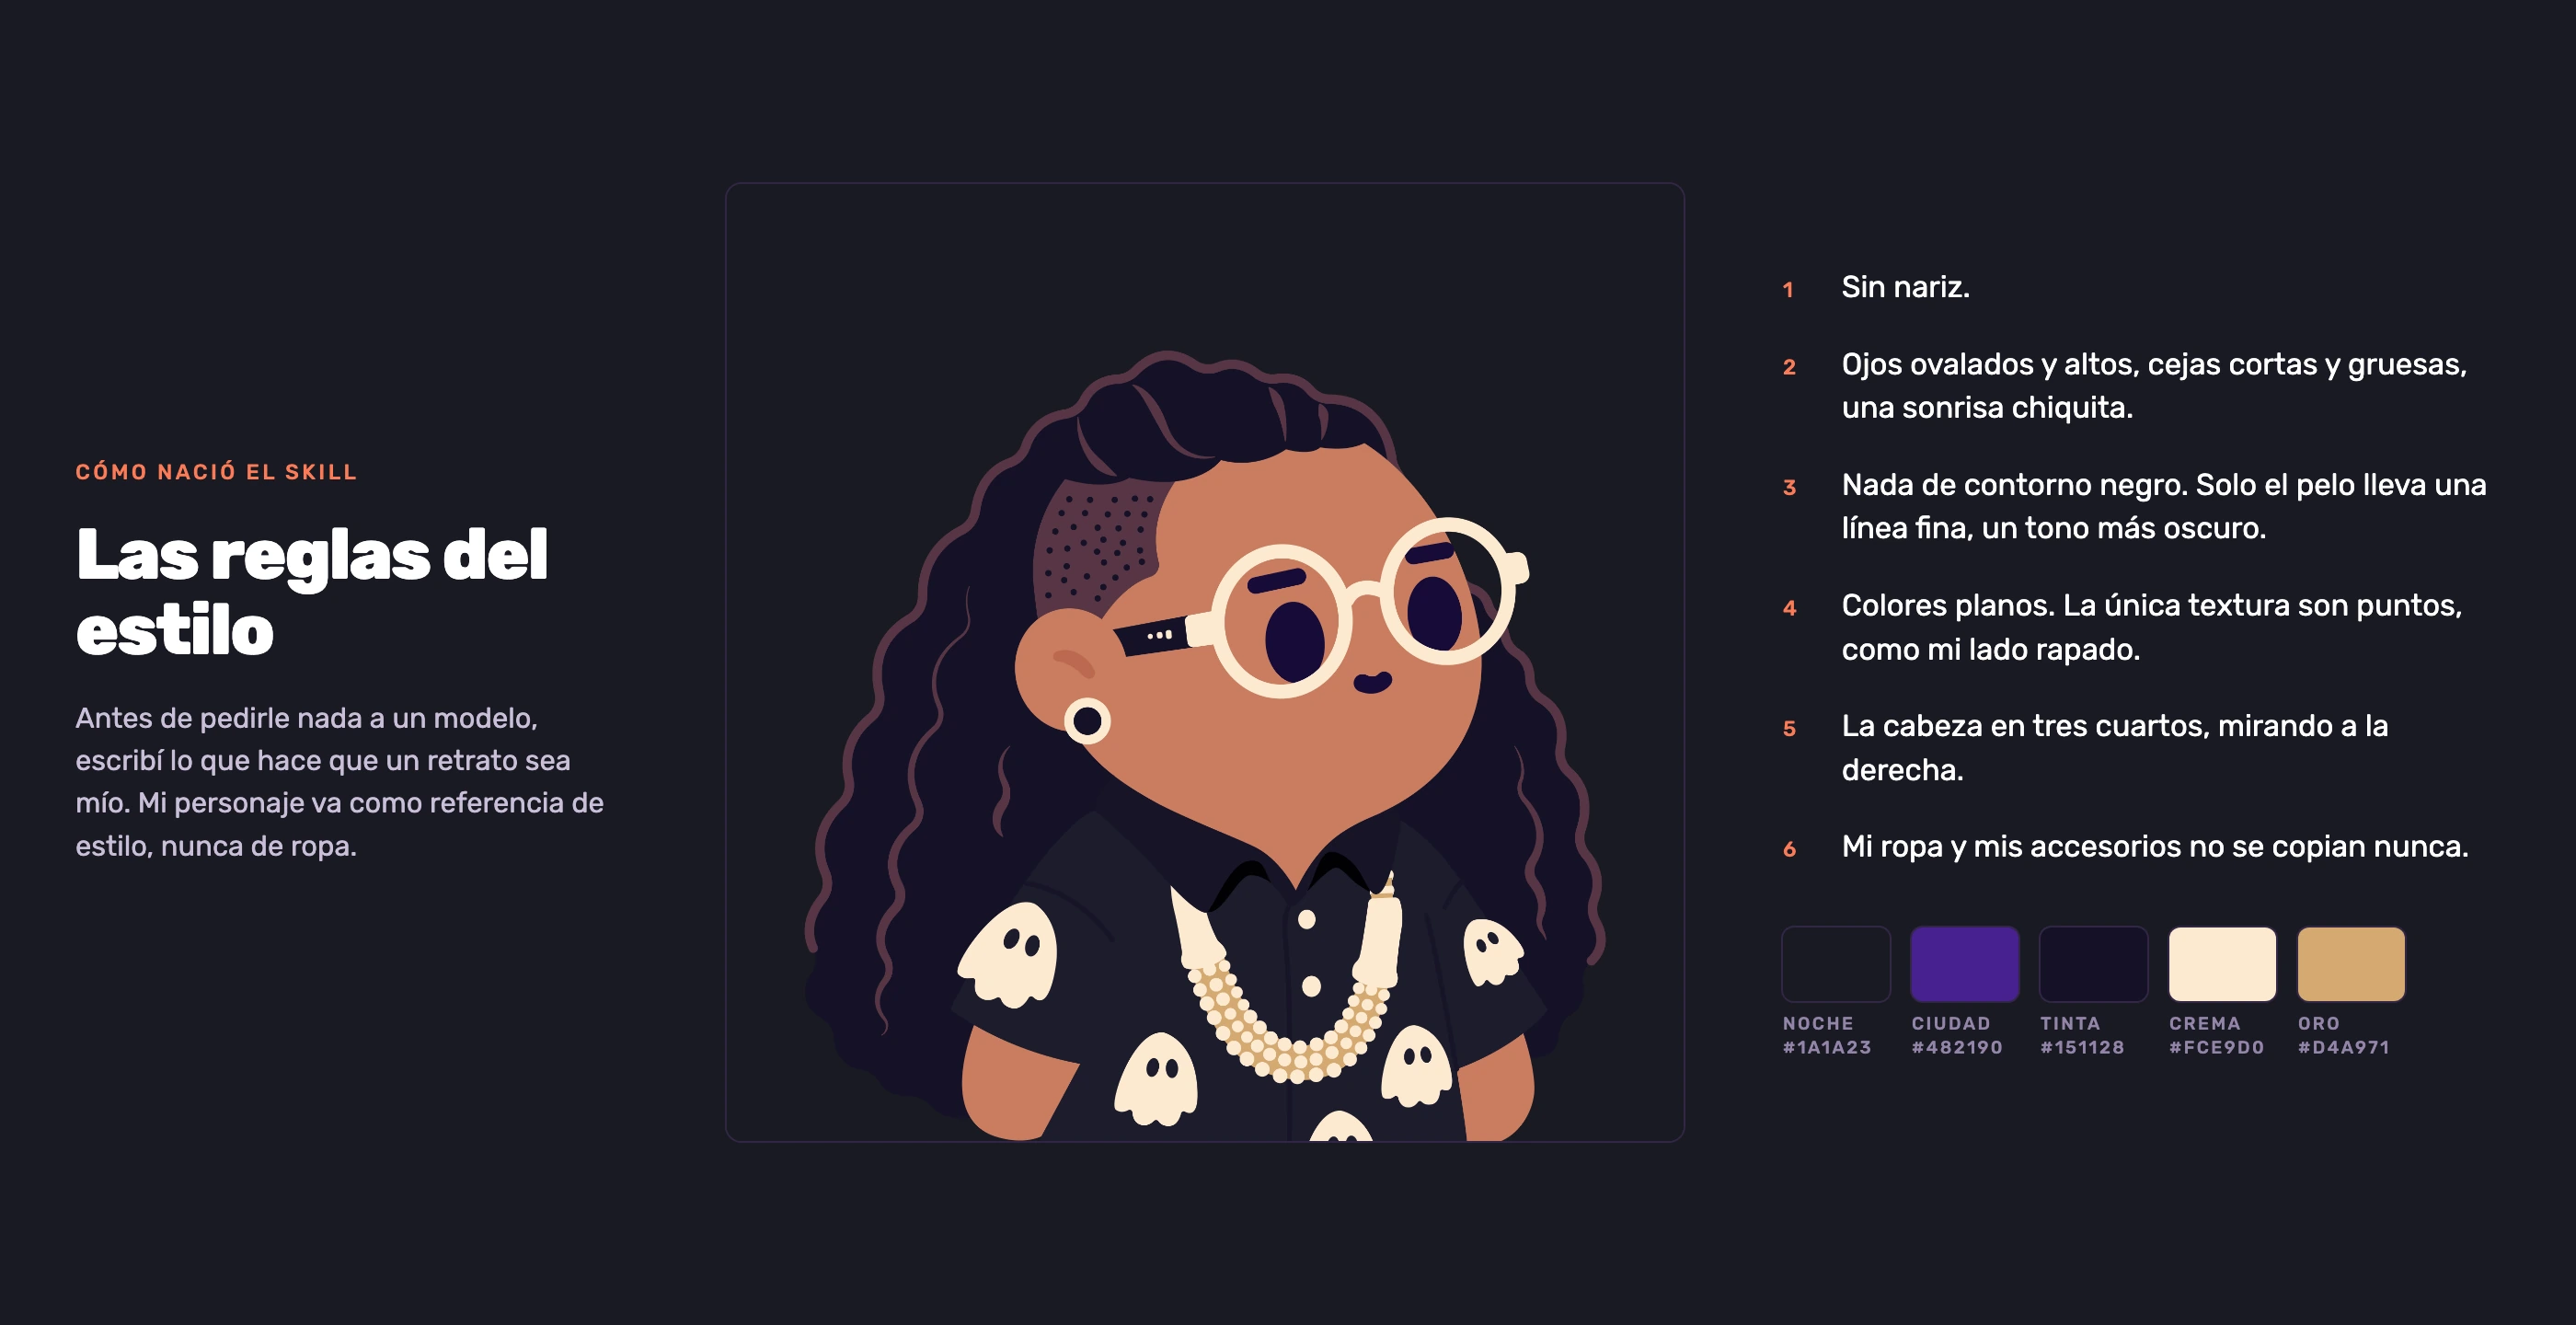 CÓMO NACIÓ EL SKILL
Las reglas del
estilo
Antes de pedirle nada a un modelo,
escribí lo que hace que un retrato sea
mío. Mi personaje va como referencia de
estilo, nunca de ropa.
1 Sin nariz.
2 Ojos ovalados y altos, cejas cortas y gruesas,
una sonrisa chiquita.
3 Nada de contorno negro. Solo el pelo lleva una
línea fina, un tono más oscuro.
4 Colores planos. La única textura son puntos,
como mi lado rapado.
5 La cabeza en tres cuartos, mirando a la
derecha.
6 Mi ropa y mis accesorios no se copian nunca.
NOCHE CIUDAD TINTA CREMA ORO
#1A1A23 #482190 #151128 #FCE9D0 #D4A971